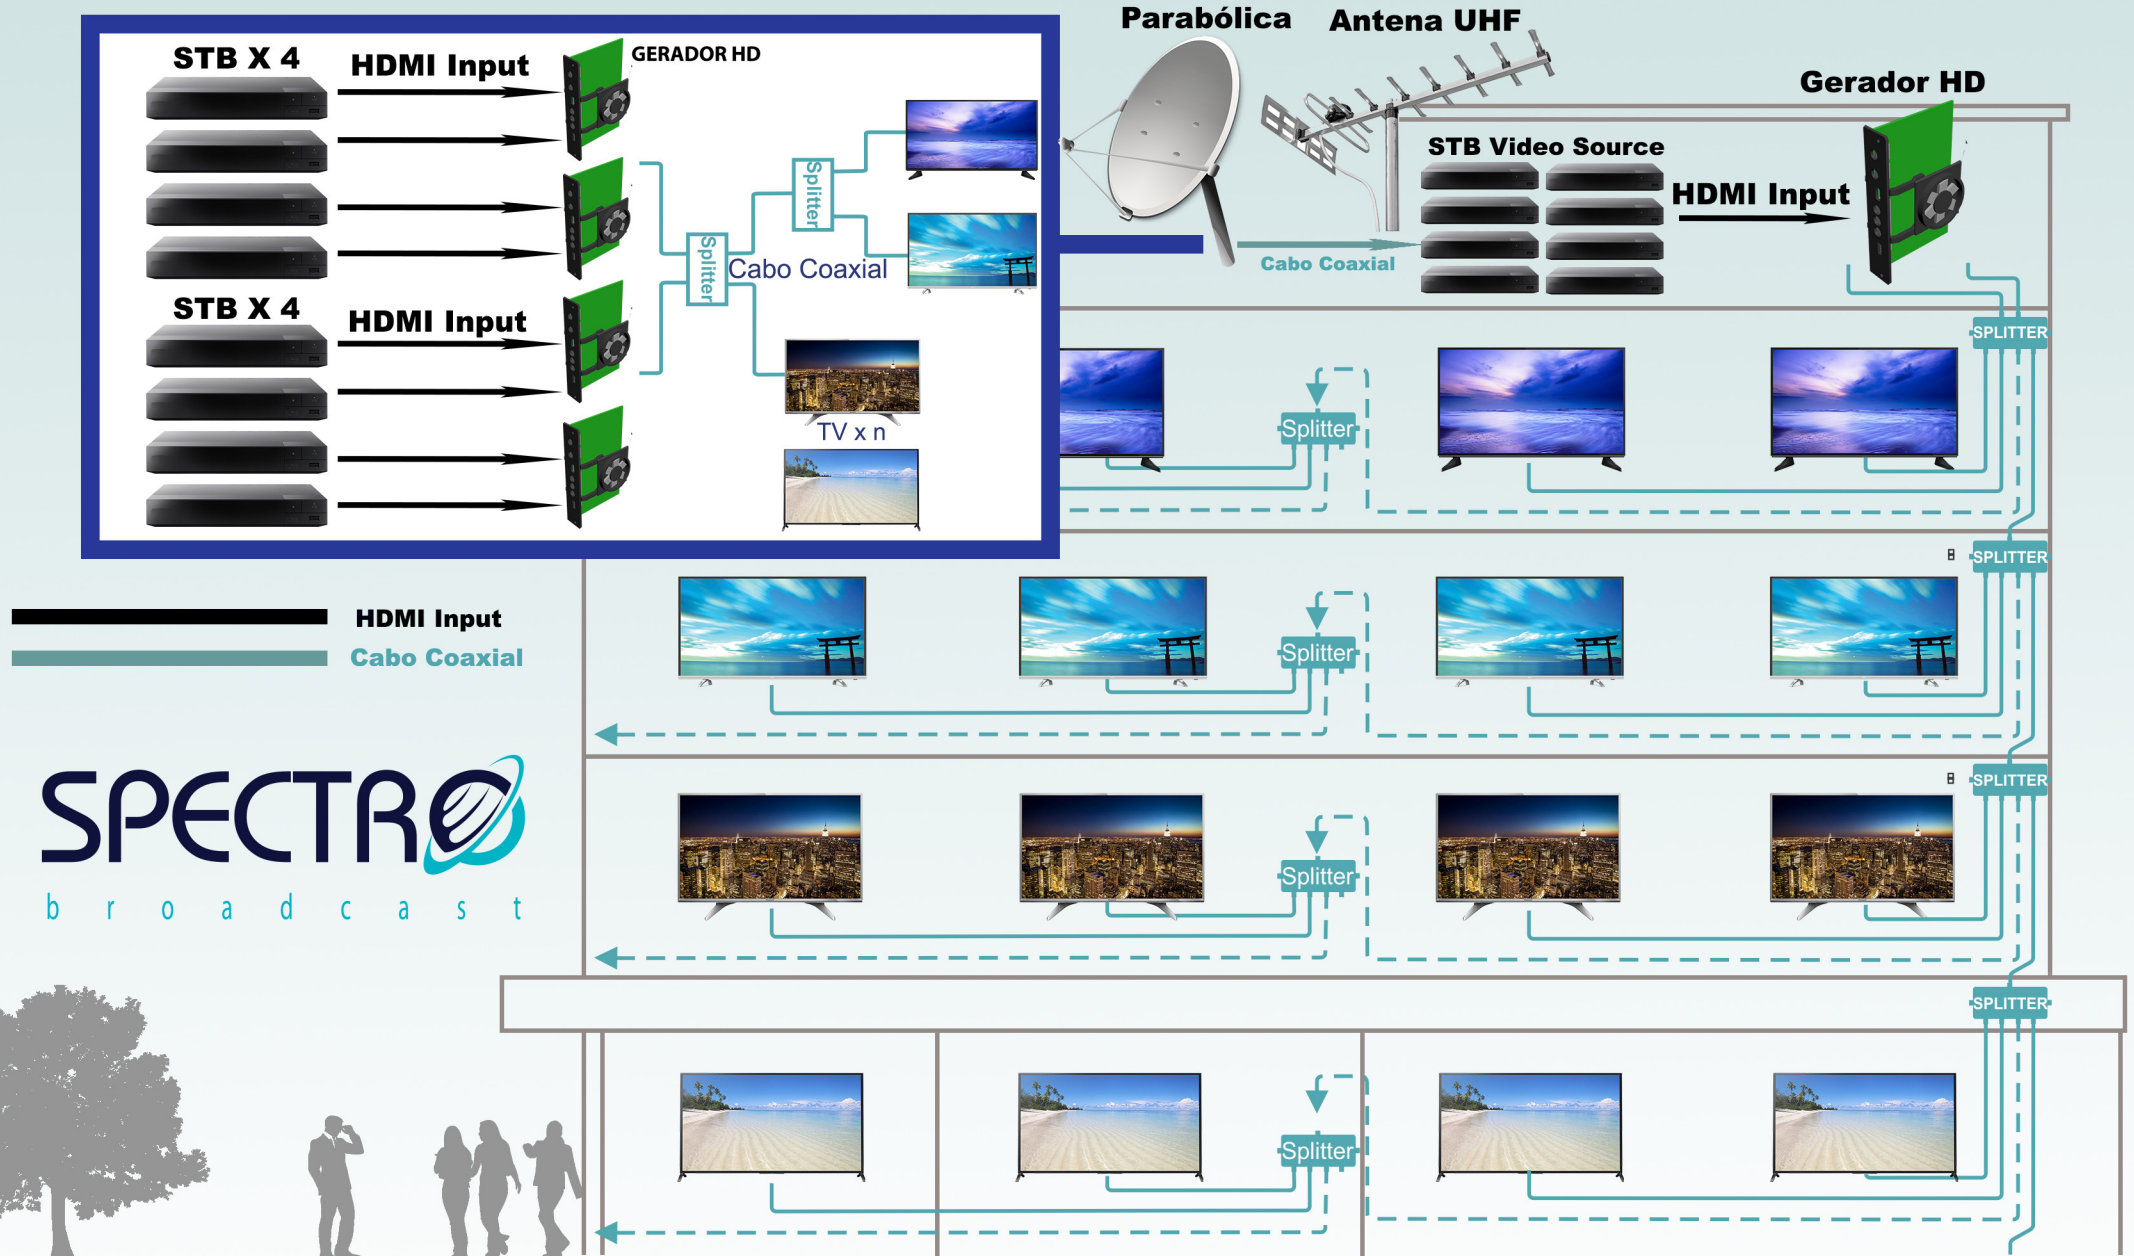 Parabólica
Antena UHF
STB X 4
HDMI Input
GERADOR HD
Gerador HD
STB Video Source
HDMI Input
Splitter
Splitter
Cabo Coaxial
Cabo Coaxial
STB X 4
HDMI Input
SPLITTER
TV x n
Splitter
SPLITTER
HDMI Input
Cabo Coaxial
Splitter
SPLITTER
SPECTRO
broadcast
Splitter
SPLITTER
Splitter